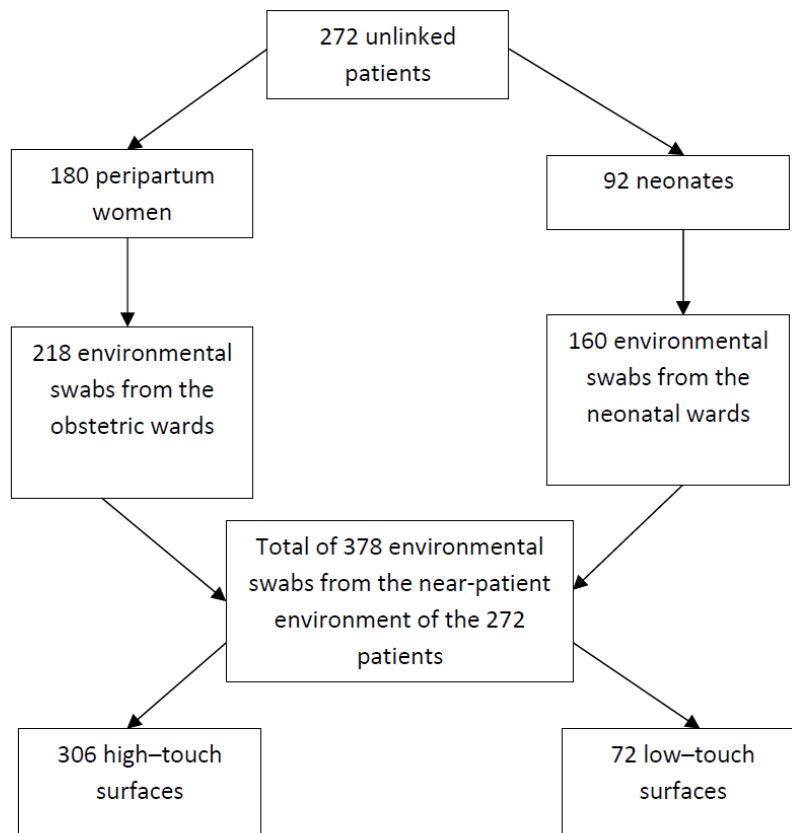 272 unlinked
patients
180 peripartum
women
92 neonates
218 environmental
swabs from the
obstetric wards
160 environmental
swabs from the
neonatal wards
Total of 378 environmental
swabs from the near-patient
environment of the 272
patients
306 high–touch
surfaces
72 low–touch
surfaces